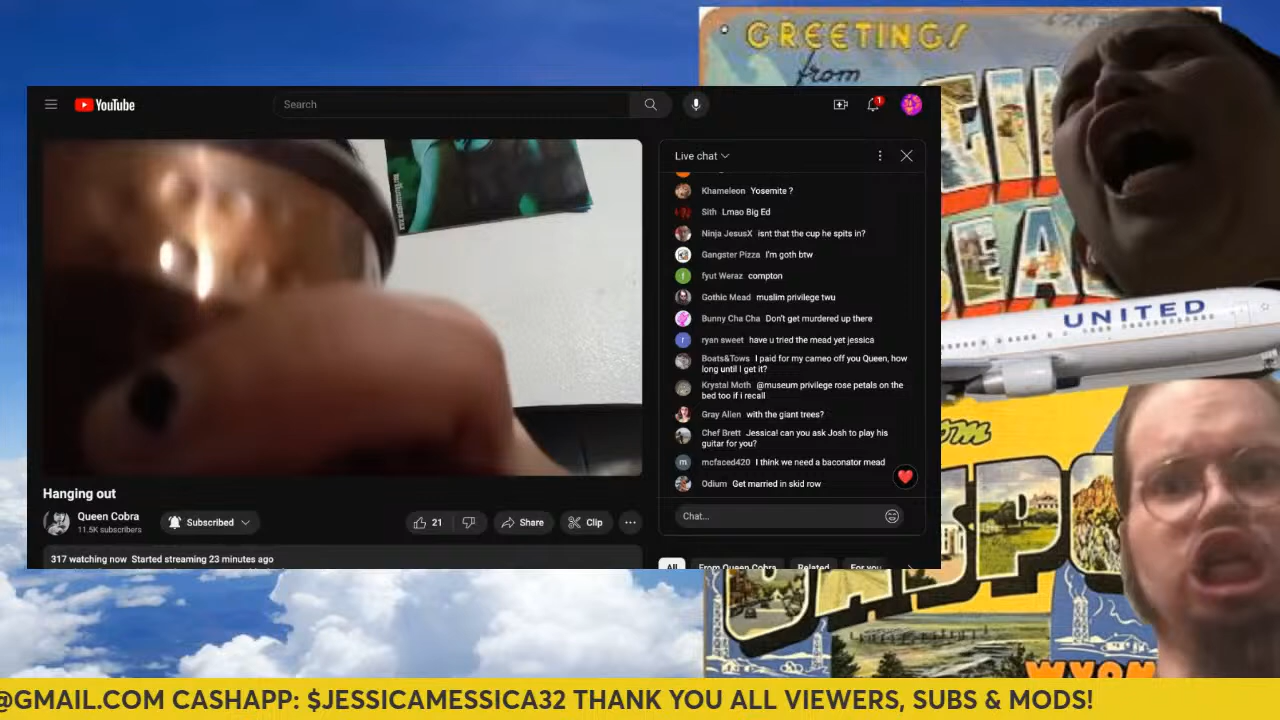 GREETINGS
from
YouTube
Search
1
Live chat
Khameleon Yosemite ?
Sith Lmao Big Ed
Ninja JesusX isnt that the cup he spits in?
Gangster Pizza I'm goth btw
fyut Weraz compton
Gothic Mead muslim privilege twu
Bunny Cha Cha Don't get murdered up there
ryan sweet have u tried the mead yet jessica
Boats&Tows I paid for my cameo off you Queen, how
long until I get it?
Krystal Moth @museum privilege rose petals on the
bed too if i recall
Gray Alien with the giant trees?
Chef Brett Jessica! can you ask Josh to play his
guitar for you?
mcfaced420 I think we need a baconator mead
Odium Get married in skid row
Chat...
UNITED
Hanging out
Queen Cobra
11.5K subscribers
Subscribed
21
Share
Clip
317 watching now Started streaming 23 minutes ago
All From Queen Cobra Related For you
@GMAIL.COM CASHAPP: $JESSICAMESSICA32 THANK YOU ALL VIEWERS, SUBS & MODS!